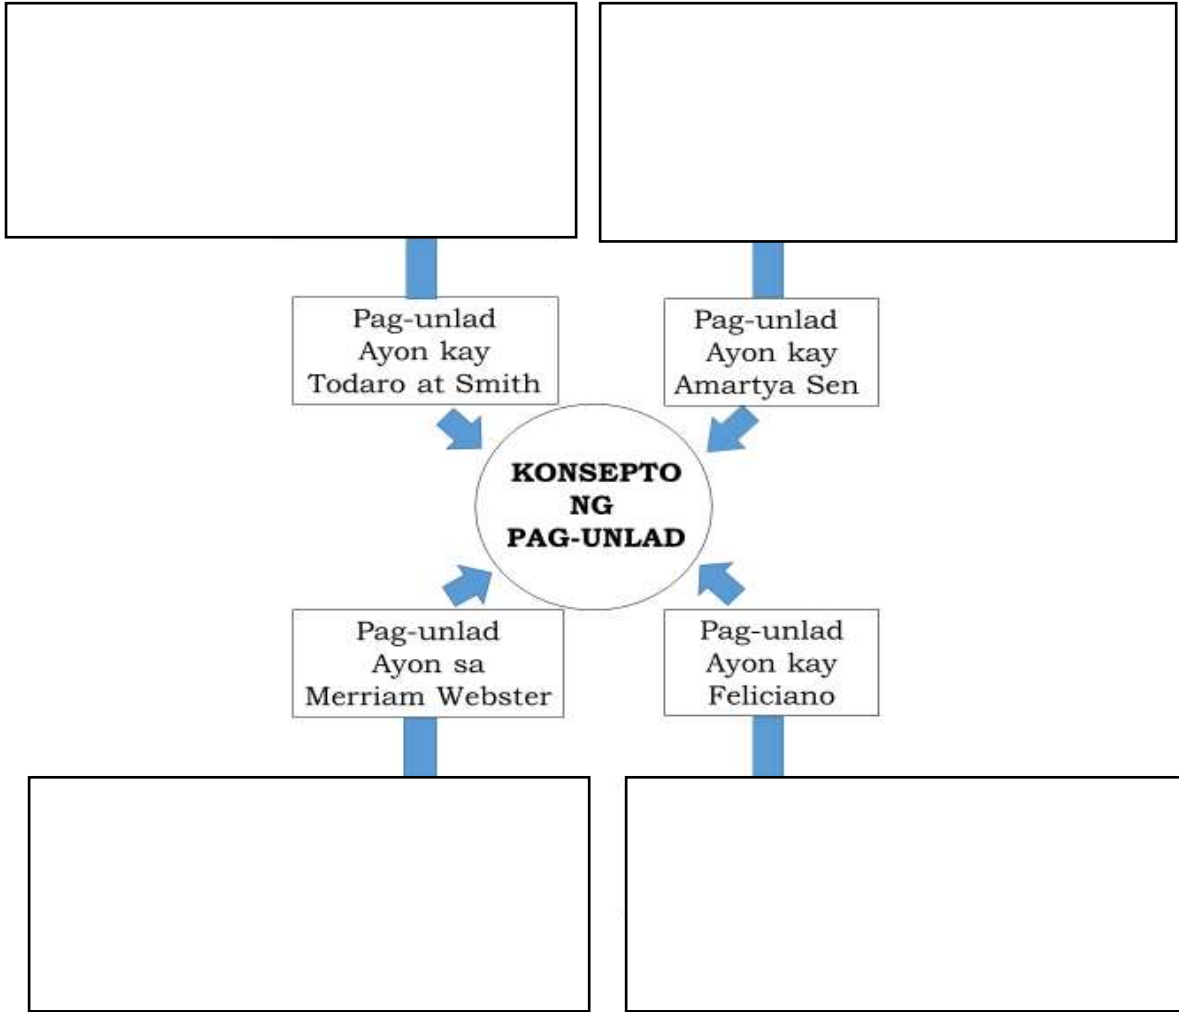 Pag-unlad
Ayon kay
Todaro at Smith
Pag-unlad
Ayon kay
Amartya Sen
KONSEPTO
NG
PAG-UNLAD
Pag-unlad
Ayon sa
Merriam Webster
Pag-unlad
Ayon kay
Feliciano